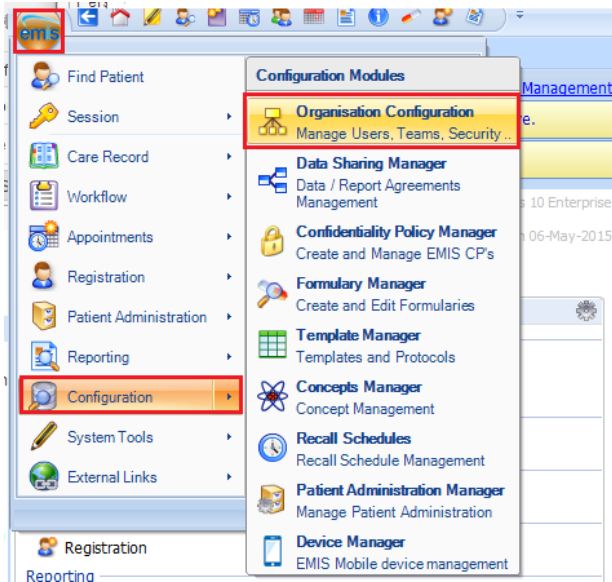 emis
Find Patient
Session
Care Record
Workflow
Appointments
Registration
Patient Administration
Reporting
Configuration
System Tools
External Links
Configuration Modules
Organisation Configuration
Manage Users, Teams, Security ..
Data Sharing Manager
Data / Report Agreements
Management
Confidentiality Policy Manager
Create and Manage EMIS CP's
Formulary Manager
Create and Edit Formularies
Template Manager
Templates and Protocols
Concepts Manager
Concept Management
Recall Schedules
Recall Schedule Management
Patient Administration Manager
Manage Patient Administration
Device Manager
EMIS Mobile device management
Management
re.
s 10 Enterprise
06-May-2015
Registration
Reporting